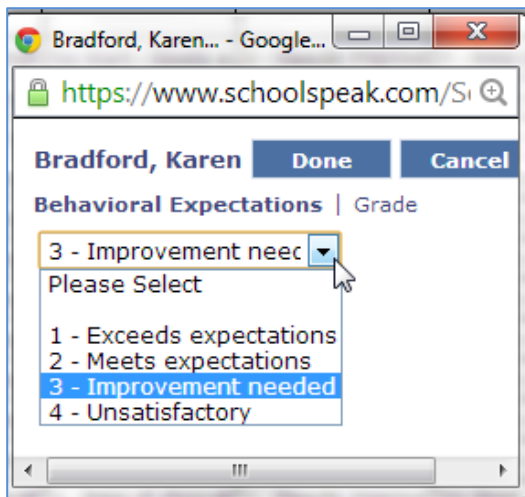 Bradford, Karen... - Google...
https://www.schoolspeak.com/S
Bradford, Karen Done Cancel
Behavioral Expectations | Grade
3 - Improvement neec
Please Select
1 - Exceeds expectations
2 - Meets expectations
3 - Improvement needed
4 - Unsatisfactory